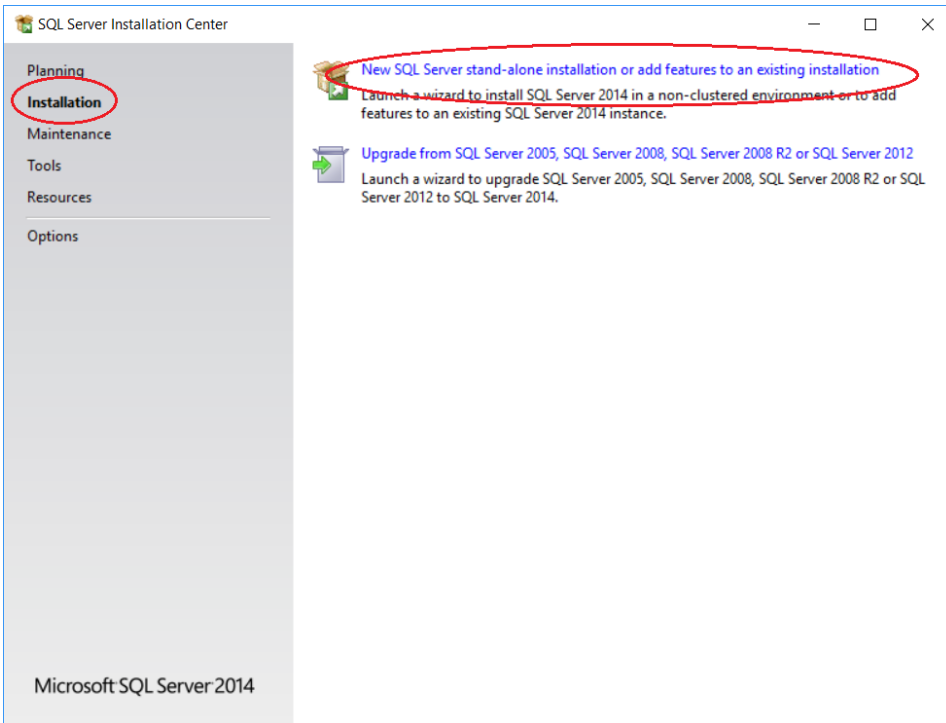 SQL Server Installation Center
Planning
Installation
Maintenance
Tools
Resources
Options
New SQL Server stand-alone installation or add features to an existing installation
Launch a wizard to install SQL Server 2014 in a non-clustered environment or to add
features to an existing SQL Server 2014 instance.
Upgrade from SQL Server 2005, SQL Server 2008, SQL Server 2008 R2 or SQL Server 2012
Launch a wizard to upgrade SQL Server 2005, SQL Server 2008, SQL Server 2008 R2 or SQL
Server 2012 to SQL Server 2014.
Microsoft SQL Server 2014